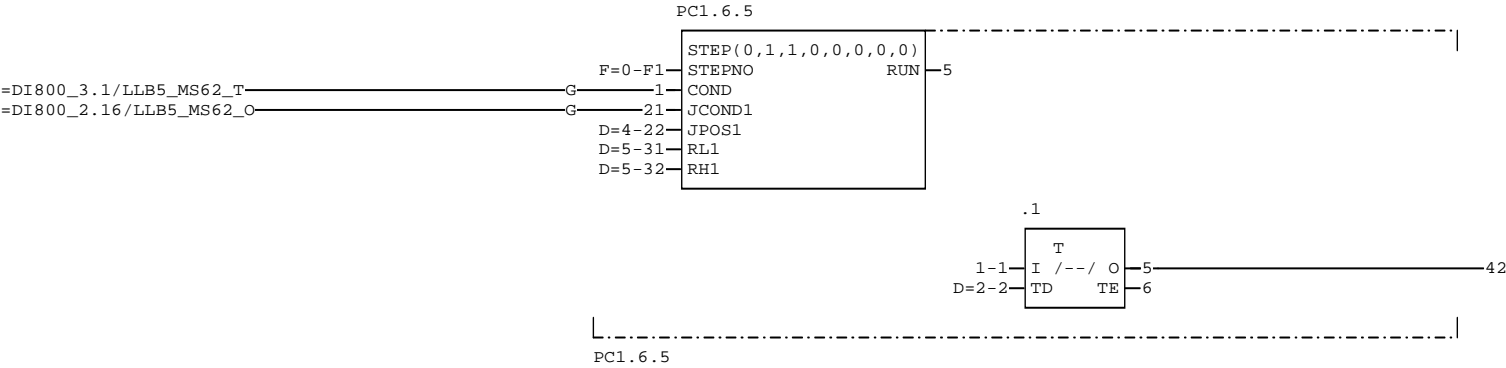 PC1.6.5
STEP(0,1,1,0,0,0,0,0)
F=0-F1 STEPNO RUN 5
=DI800_3.1/LLB5_MS62_T G 1 COND
=DI800_2.16/LLB5_MS62_O G 21 JCOND1
D=4-22 JPOS1
D=5-31 RL1
D=5-32 RH1
.1
T
1-1 I /--/ O 5 42
D=2-2 TD TE 6
PC1.6.5